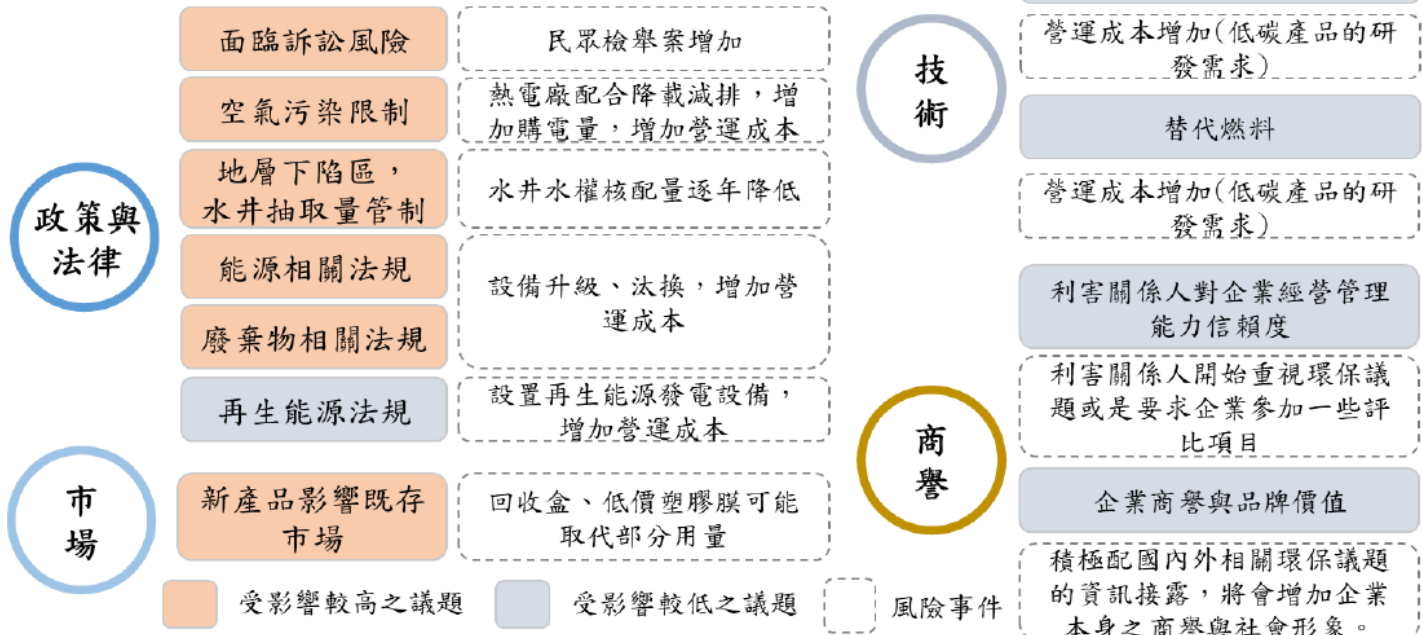 政策與
法律
面臨訴訟風險
民眾檢舉案增加
空氣污染限制
熱電廠配合降載減排，增
加購電量，增加營運成本
地層下陷區，
水井抽取量管制
水井水權核配量逐年降低
能源相關法規
廢棄物相關法規
設備升級、汰換，增加營
運成本
再生能源法規
設置再生能源發電設備，
增加營運成本
市
場
新產品影響既存
市場
回收盒、低價塑膠膜可能
取代部分用量
技
術
營運成本增加(低碳產品的研
發需求)
替代燃料
營運成本增加(低碳產品的研
發需求)
商
譽
利害關係人對企業經營管理
能力信賴度
利害關係人開始重視環保議
題或是要求企業參加一些評
比項目
企業商譽與品牌價值
積極配國內外相關環保議題
的資訊接露，將會增加企業
本身之商譽與社會形象。
受影響較高之議題
受影響較低之議題
風險事件